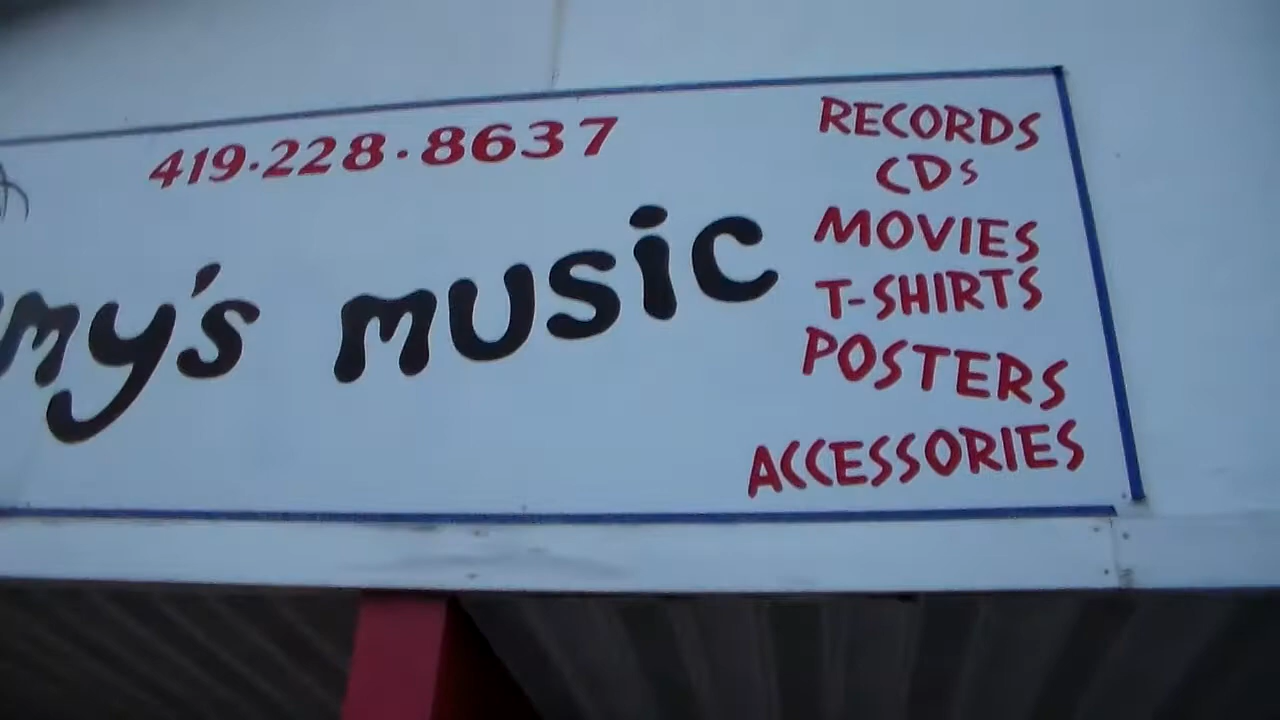 419·228·8637
my's music
RECORDS
CDs
MOVIES
T-SHIRTS
POSTERS
ACCESSORIES